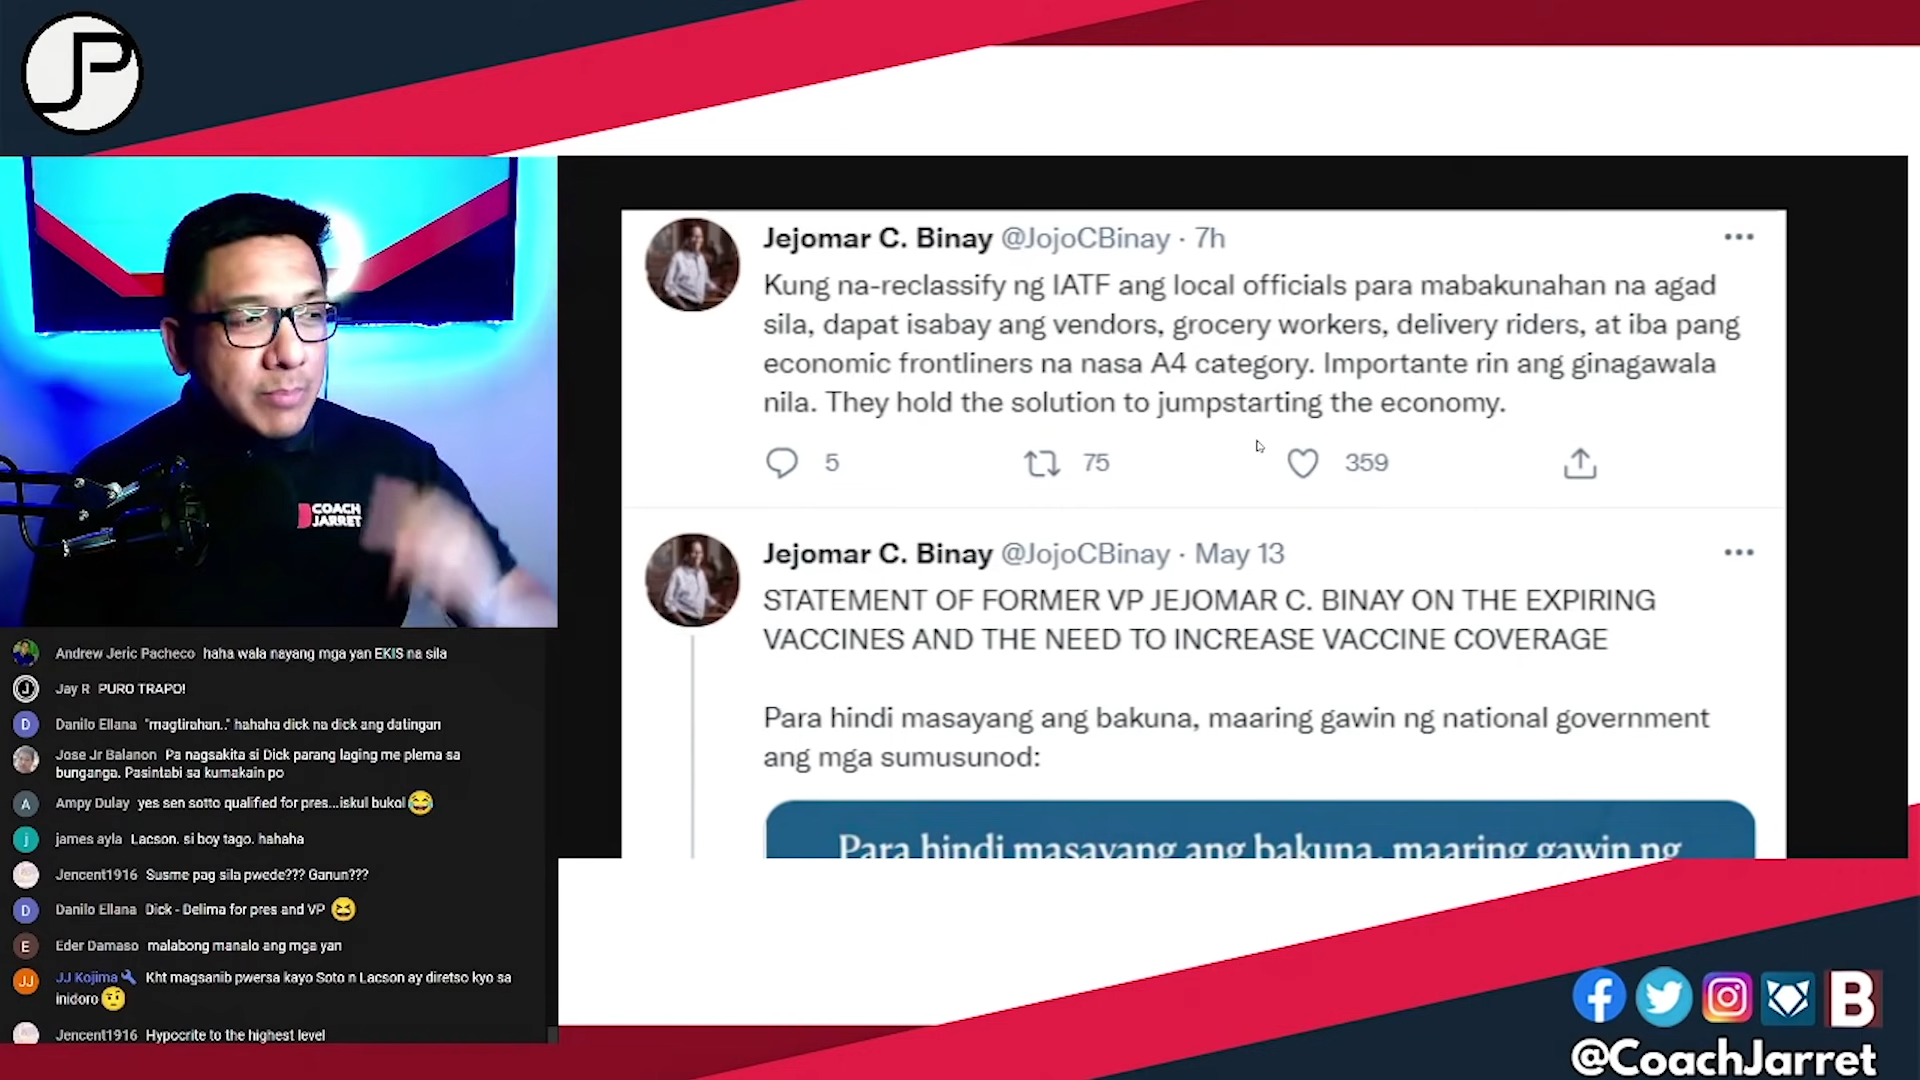 JP
Jejomar C. Binay @JojoCBinay · 7h
Kung na-reclassify ng IATF ang local officials para mabakunahan na agad
sila, dapat isabay ang vendors, grocery workers, delivery riders, at iba pang
economic frontliners na nasa A4 category. Importante rin ang ginagawala
nila. They hold the solution to jumpstarting the economy.
5 75 359
Jejomar C. Binay @JojoCBinay · May 13
STATEMENT OF FORMER VP JEJOMAR C. BINAY ON THE EXPIRING
VACCINES AND THE NEED TO INCREASE VACCINE COVERAGE
Para hindi masayang ang bakuna, maaring gawin ng national government
ang mga sumusunod:
Para hindi masayang ang bakuna, maaring gawin ng
COACH
JARRET
Andrew Jeric Pacheco haha wala nayang mga yan EKIS na sila
J Jay R PURO TRAPO!
D Danilo Ellana "magtirahan.." hahaha dick na dick ang datingan
Jose Jr Balanon Pa nagsakita si Dick parang laging me plema sa
bunganga. Pasintabi sa kumakain po
A Ampy Dulay yes sen sotto qualified for pres...iskul bukol
j james ayla Lacson. si boy tago. hahaha
Jencent1916 Susme pag sila pwede??? Ganun???
D Danilo Ellana Dick - Delima for pres and VP
E Eder Damaso malabong manalo ang mga yan
JJ JJ Kojima Kht magsanib pwersa kayo Soto n Lacson ay diretso kyo sa
inidoro
Jencent1916 Hypocrite to the highest level
B
@CoachJarret